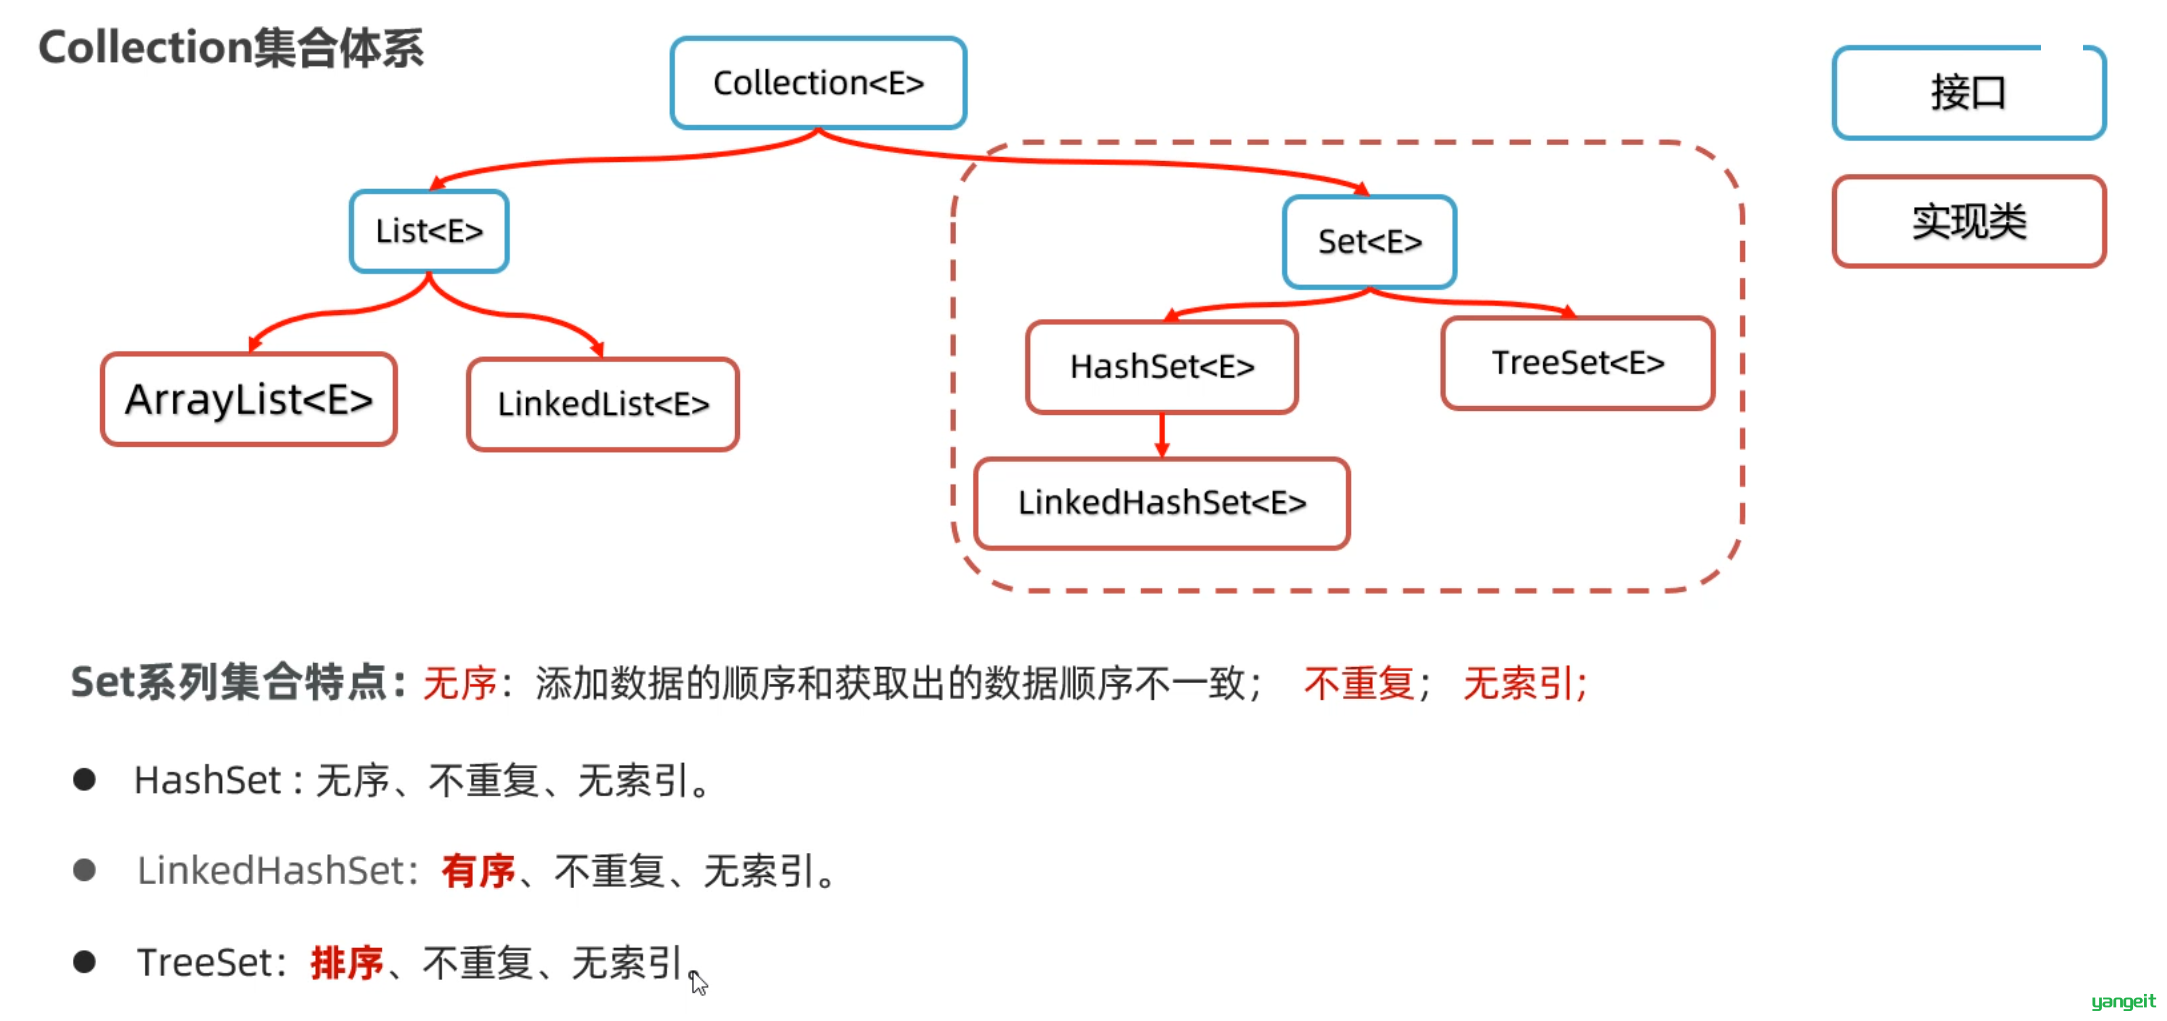 Collection集合体系
Collection<E>
接口
List<E>
Set<E>
实现类
ArrayList<E>
LinkedList<E>
HashSet<E>
TreeSet<E>
LinkedHashSet<E>
Set系列集合特点：无序：添加数据的顺序和获取出的数据顺序不一致； 不重复； 无索引;
● HashSet : 无序、不重复、无索引。
● LinkedHashSet：有序、不重复、无索引。
● TreeSet：排序、不重复、无索引。
yangeit